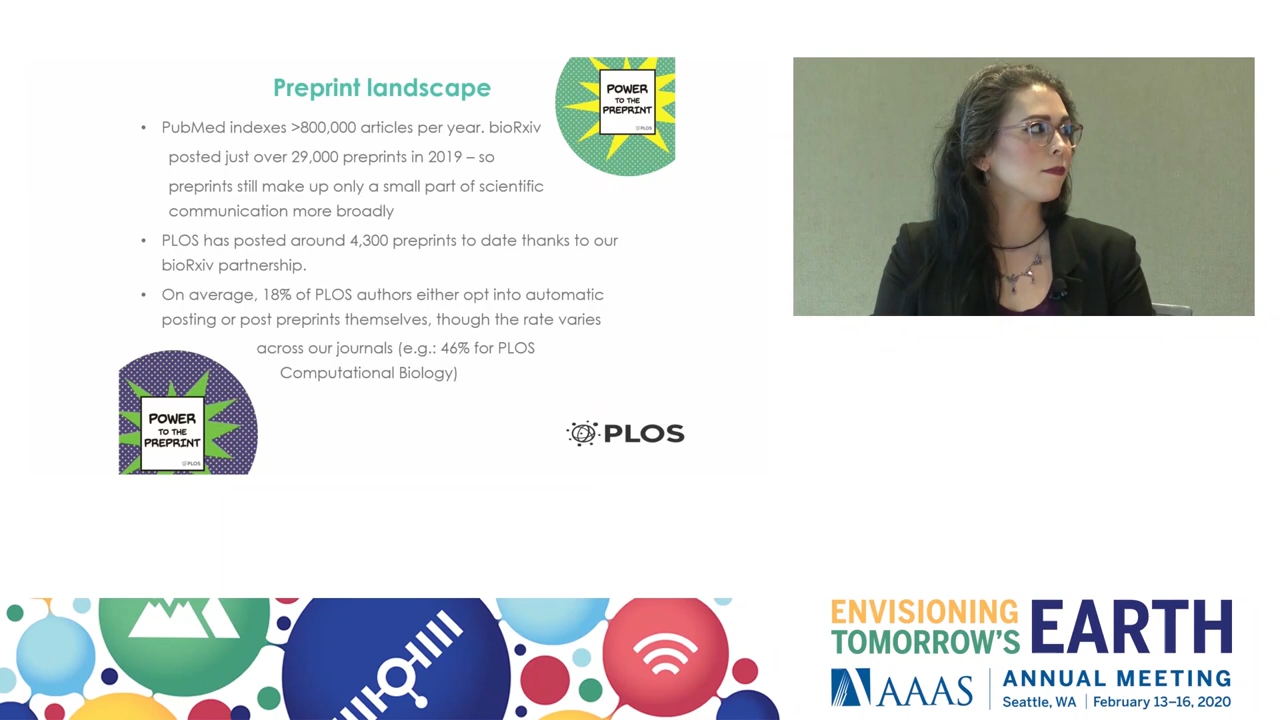 Preprint landscape
POWER
TO THE
PREPRINT
PLOS
• PubMed indexes >800,000 articles per year. bioRxiv
posted just over 29,000 preprints in 2019 – so
preprints still make up only a small part of scientific
communication more broadly
• PLOS has posted around 4,300 preprints to date thanks to our
bioRxiv partnership.
• On average, 18% of PLOS authors either opt into automatic
posting or post preprints themselves, though the rate varies
across our journals (e.g.: 46% for PLOS
Computational Biology)
POWER
TO THE
PREPRINT
PLOS
PLOS
ENVISIONING
TOMORROW'S
EARTH
AAAS
ANNUAL MEETING
Seattle, WA | February 13–16, 2020